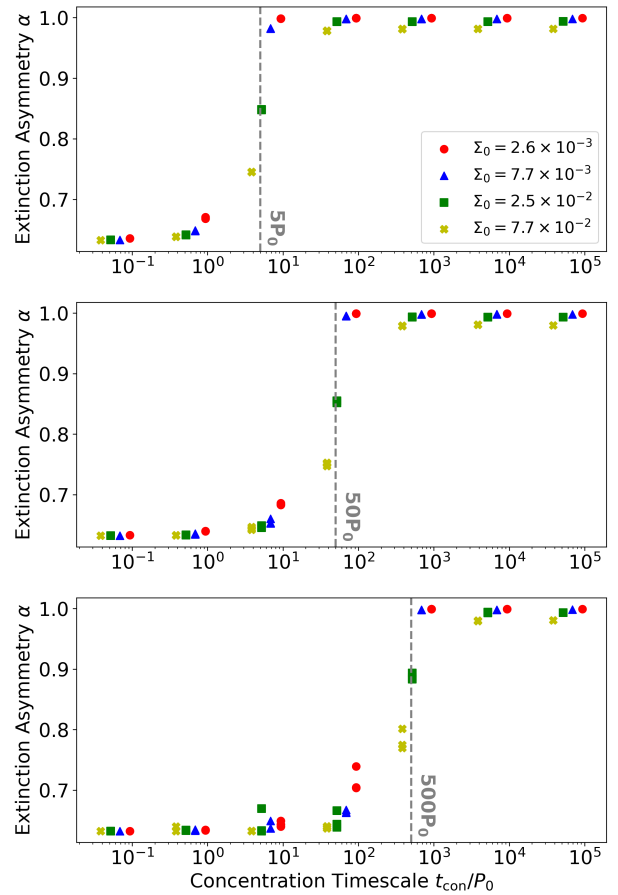 1.0
0.9
0.8
0.7
Extinction Asymmetry α
Σ₀ = 2.6 × 10⁻³
Σ₀ = 7.7 × 10⁻³
Σ₀ = 2.5 × 10⁻²
Σ₀ = 7.7 × 10⁻²
5P₀
10⁻¹ 10⁰ 10¹ 10² 10³ 10⁴ 10⁵
1.0
0.9
0.8
0.7
Extinction Asymmetry α
50P₀
10⁻¹ 10⁰ 10¹ 10² 10³ 10⁴ 10⁵
1.0
0.9
0.8
0.7
Extinction Asymmetry α
500P₀
10⁻¹ 10⁰ 10¹ 10² 10³ 10⁴ 10⁵
Concentration Timescale t_con/P₀